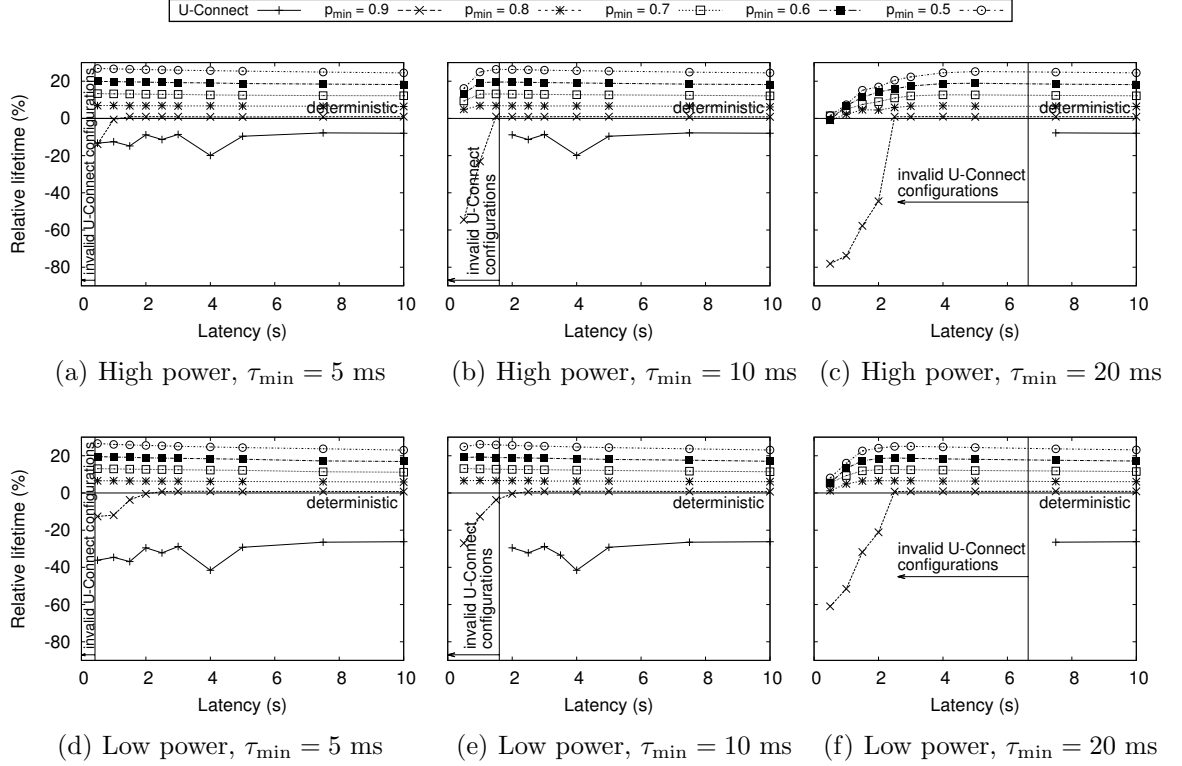 U-Connect p_min = 0.9 p_min = 0.8 p_min = 0.7 p_min = 0.6 p_min = 0.5
Relative lifetime (%)
20
0
-20
-40
-60
-80
invalid U-Connect configurations
deterministic
0 2 4 6 8 10
Latency (s)
(a) High power, τ_min = 5 ms
invalid U-Connect
configurations
deterministic
0 2 4 6 8 10
Latency (s)
(b) High power, τ_min = 10 ms
deterministic
invalid U-Connect
configurations
0 2 4 6 8 10
Latency (s)
(c) High power, τ_min = 20 ms
Relative lifetime (%)
20
0
-20
-40
-60
-80
invalid U-Connect configurations
deterministic
0 2 4 6 8 10
Latency (s)
(d) Low power, τ_min = 5 ms
invalid U-Connect
configurations
deterministic
0 2 4 6 8 10
Latency (s)
(e) Low power, τ_min = 10 ms
deterministic
invalid U-Connect
configurations
0 2 4 6 8 10
Latency (s)
(f) Low power, τ_min = 20 ms